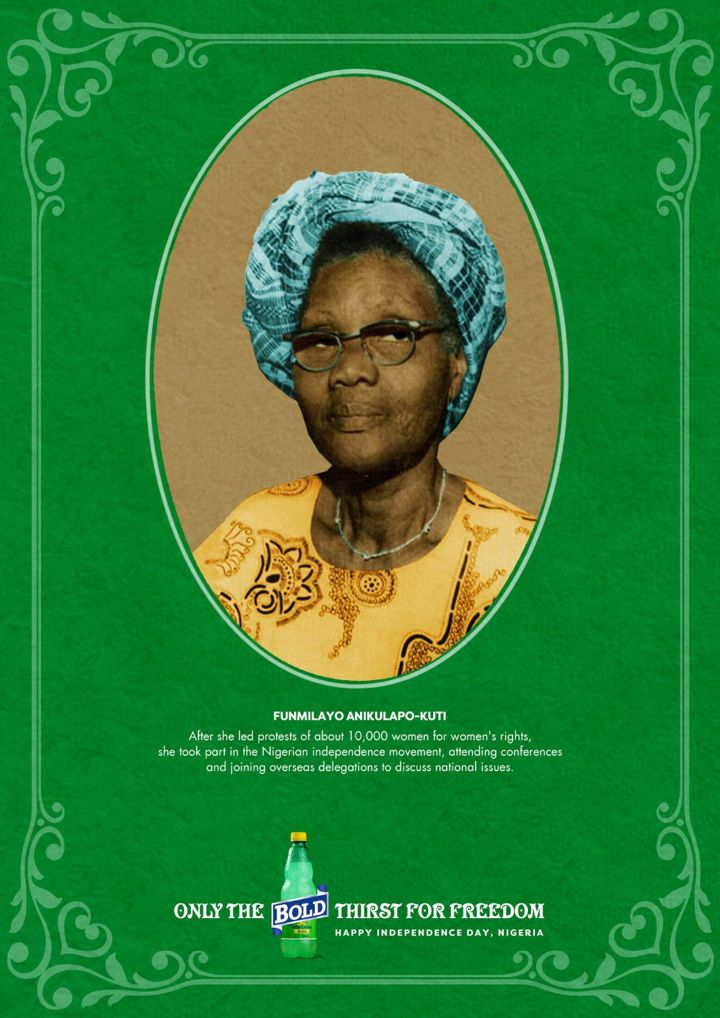 FUNMILAYO ANIKULAPO-KUTI
After she led protests of about 10,000 women for women's rights,
she took part in the Nigerian independence movement, attending conferences
and joining overseas delegations to discuss national issues.
ONLY THE BOLD THIRST FOR FREEDOM
HAPPY INDEPENDENCE DAY, NIGERIA